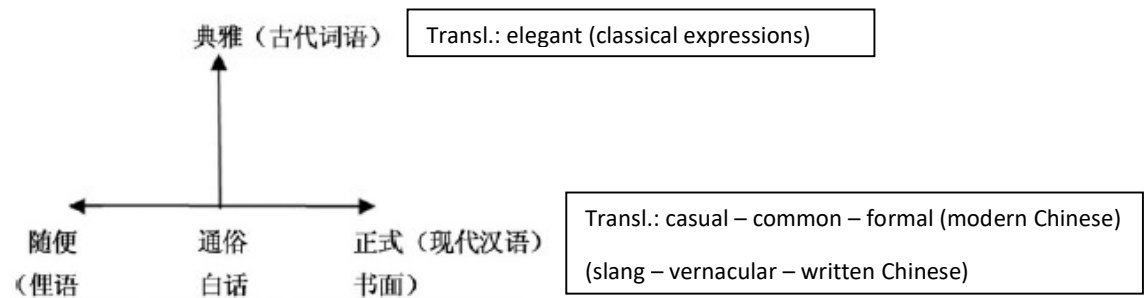 典雅（古代词语）
Transl.: elegant (classical expressions)
随便 通俗 正式（现代汉语）
（俚语 白话 书面）
Transl.: casual – common – formal (modern Chinese)
(slang – vernacular – written Chinese)